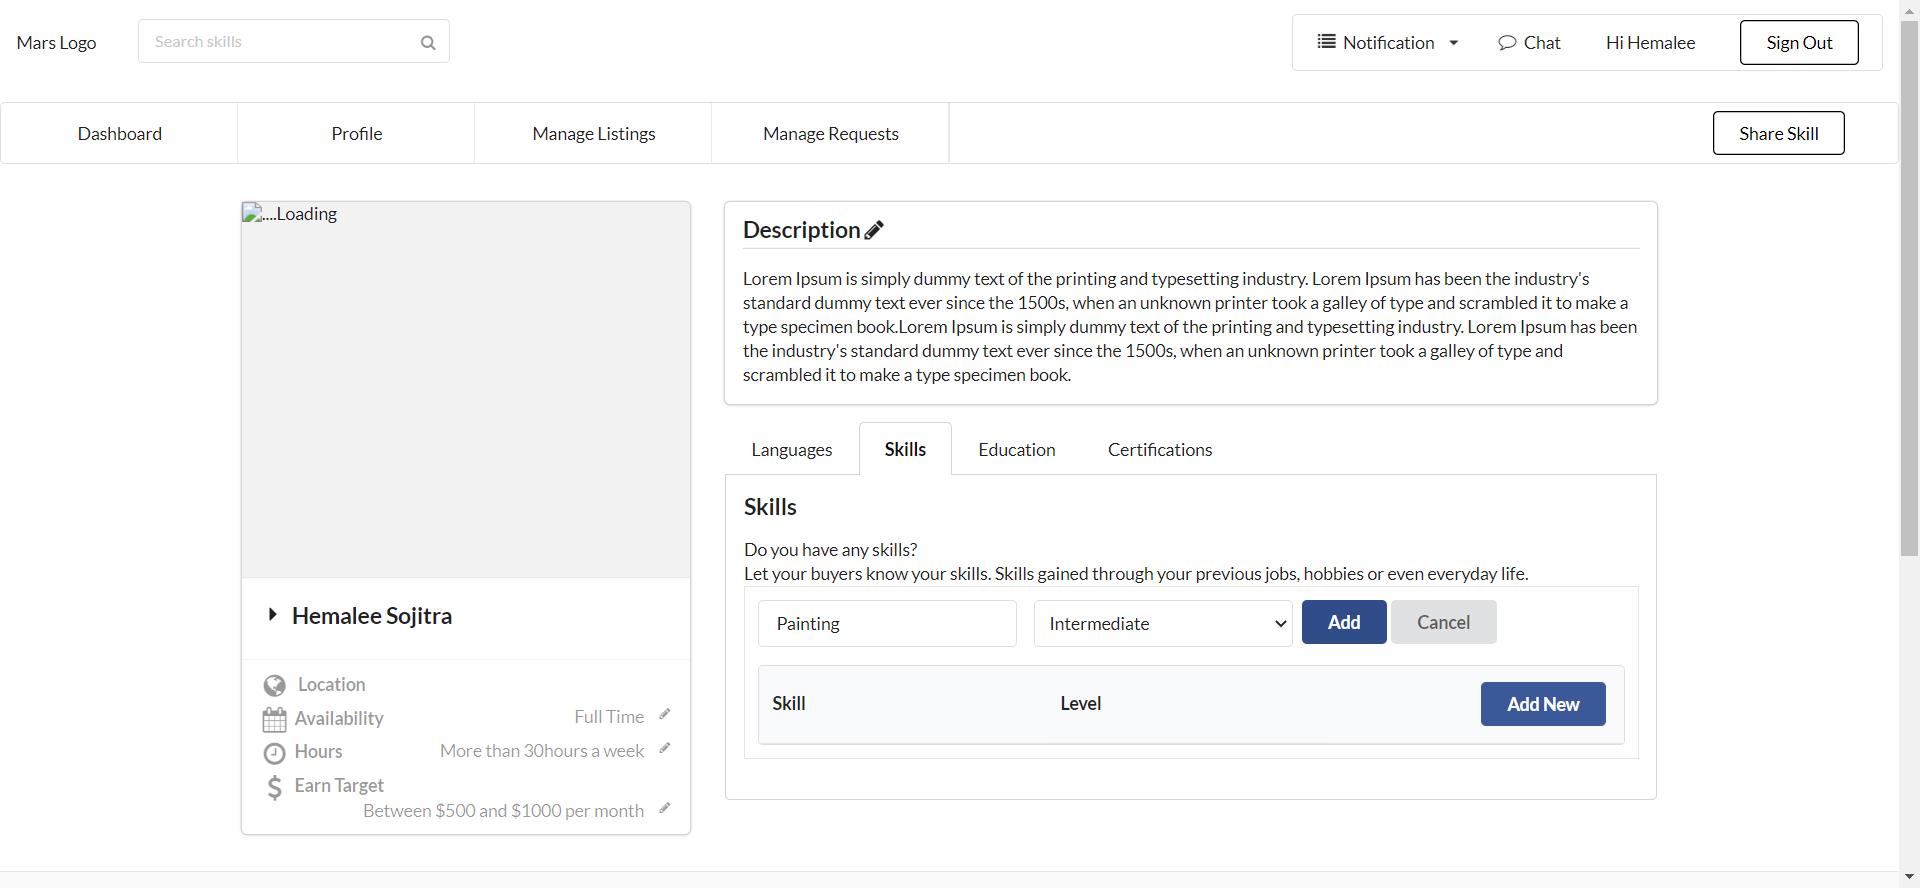 Mars Logo
Search skills
Notification
Chat
Hi Hemalee
Sign Out
Dashboard
Profile
Manage Listings
Manage Requests
Share Skill
....Loading
Hemalee Sojitra
Location
Availability
Full Time
Hours
More than 30hours a week
Earn Target
Between $500 and $1000 per month
Description
Lorem Ipsum is simply dummy text of the printing and typesetting industry. Lorem Ipsum has been the industry's
standard dummy text ever since the 1500s, when an unknown printer took a galley of type and scrambled it to make a
type specimen book.Lorem Ipsum is simply dummy text of the printing and typesetting industry. Lorem Ipsum has been
the industry's standard dummy text ever since the 1500s, when an unknown printer took a galley of type and
scrambled it to make a type specimen book.
Languages
Skills
Education
Certifications
Skills
Do you have any skills?
Let your buyers know your skills. Skills gained through your previous jobs, hobbies or even everyday life.
Painting
Intermediate
Add
Cancel
Skill
Level
Add New